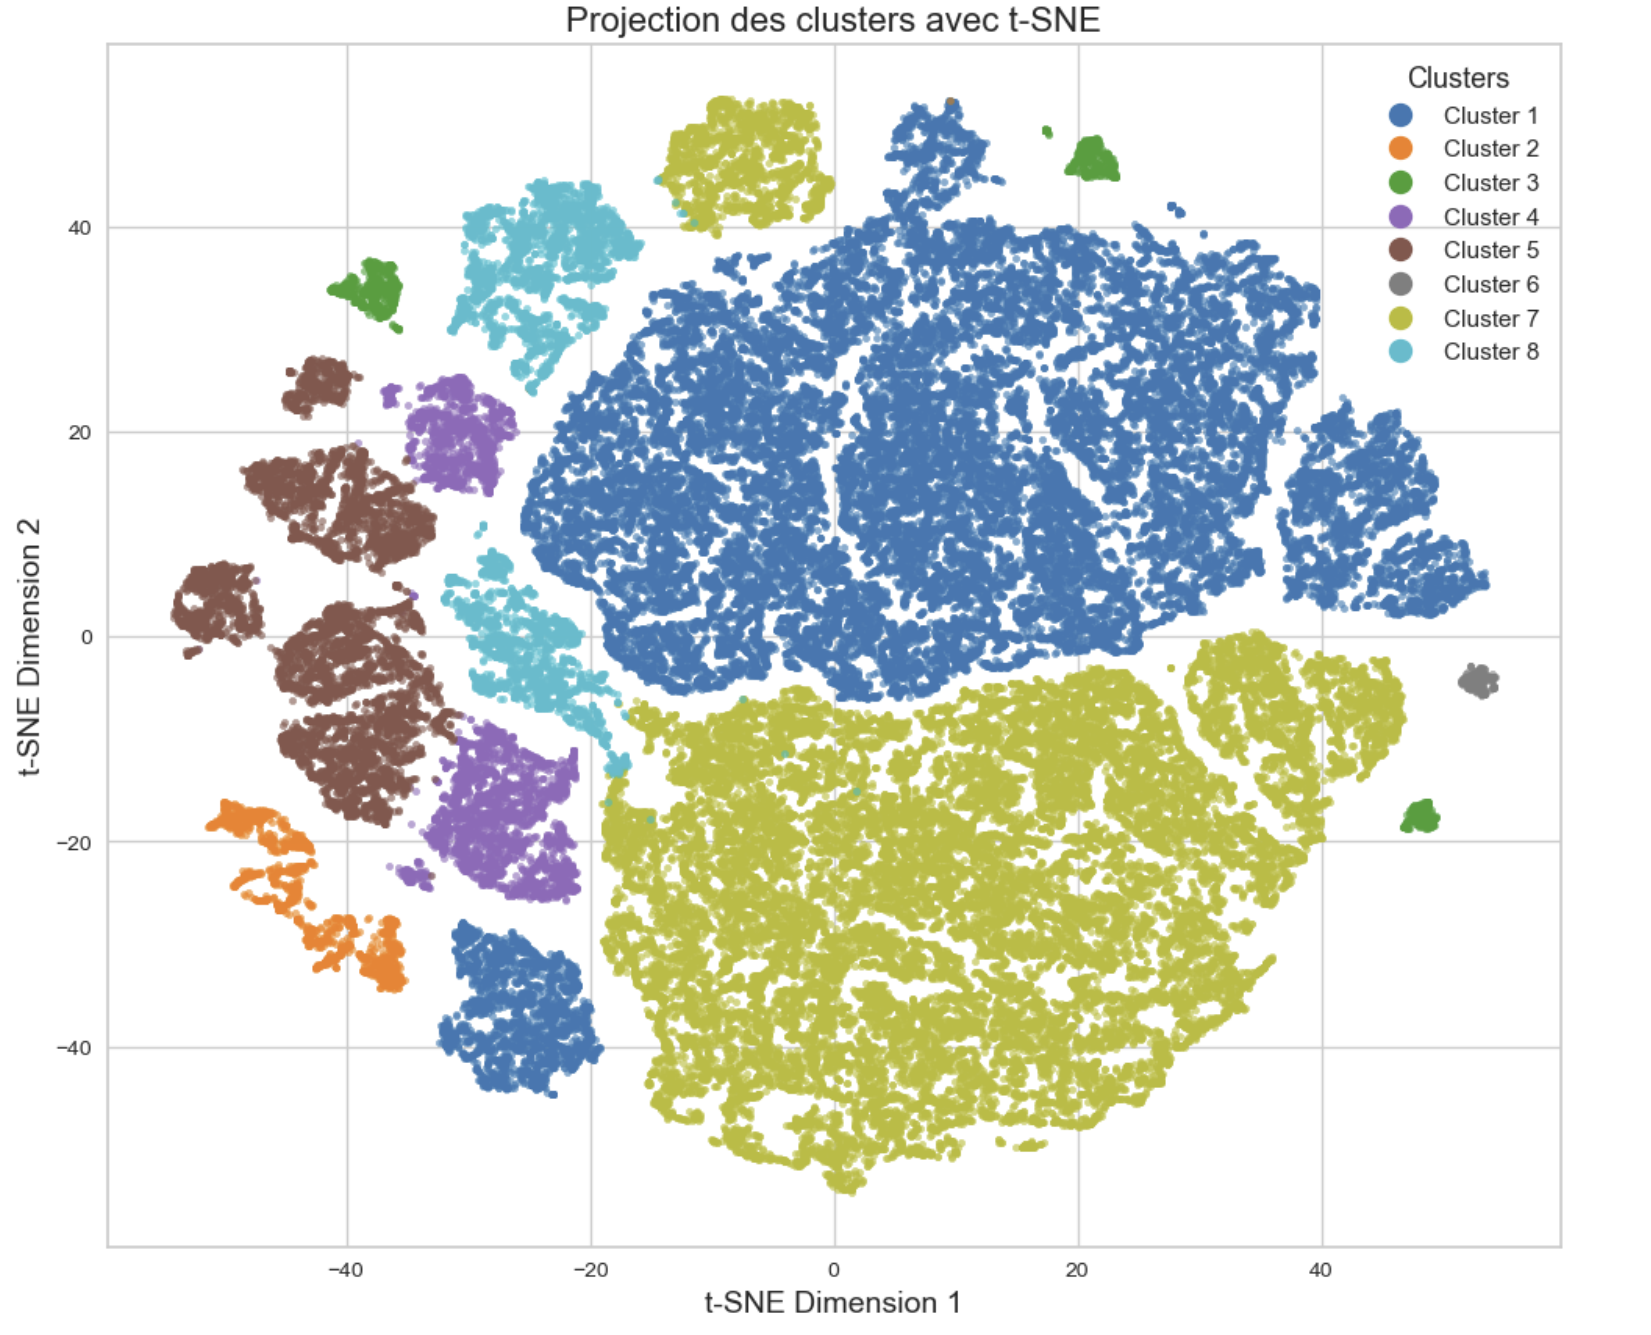 Projection des clusters avec t-SNE
Clusters
Cluster 1
Cluster 2
Cluster 3
Cluster 4
Cluster 5
Cluster 6
Cluster 7
Cluster 8
t-SNE Dimension 2
40
20
0
−20
−40
−40
−20
0
20
40
t-SNE Dimension 1